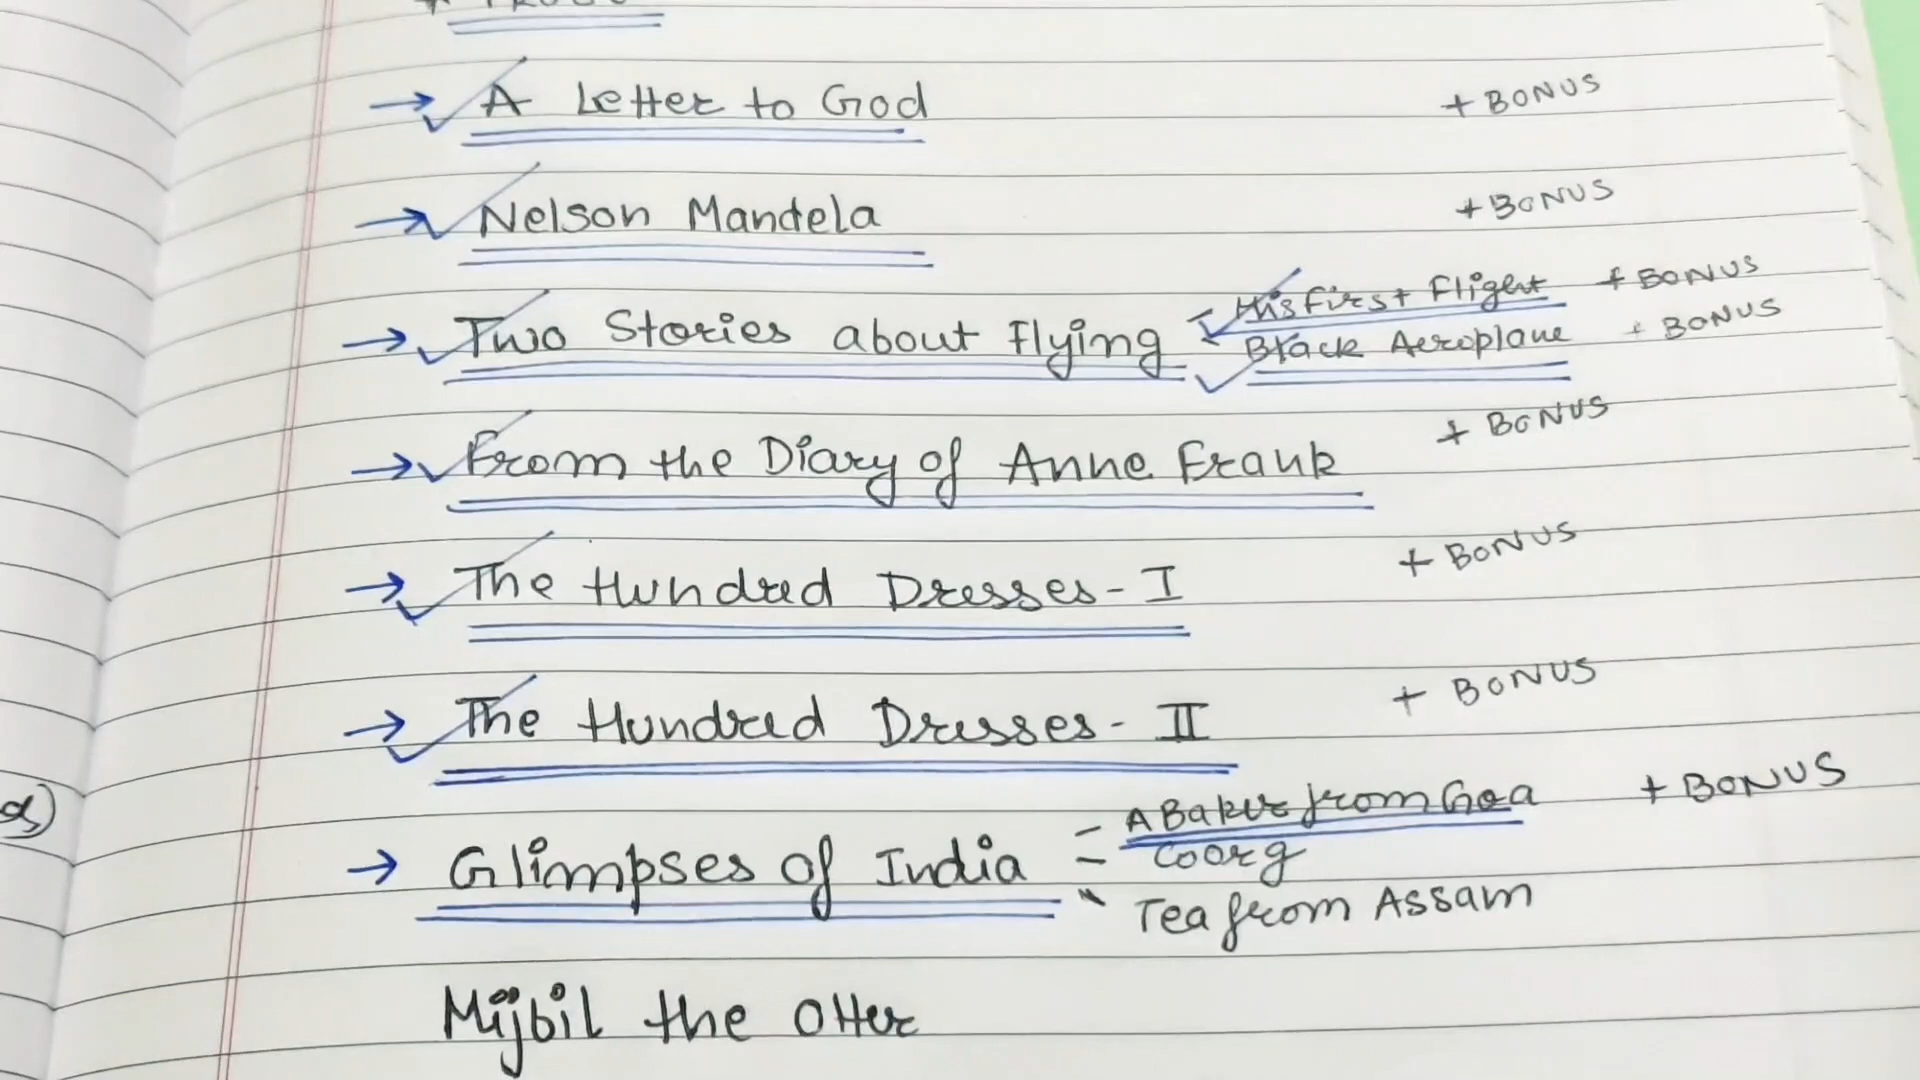 A Letter to God + BONUS
Nelson Mandela + BONUS
His First Flight + BONUS
Two Stories about Flying
Black Aeroplane + BONUS
From the Diary of Anne Frank + BONUS
The Hundred Dresses - I + BONUS
The Hundred Dresses - II + BONUS
A Baker from Goa + BONUS
Glimpses of India - Coorg
Tea from Assam
Mijbil the Otter